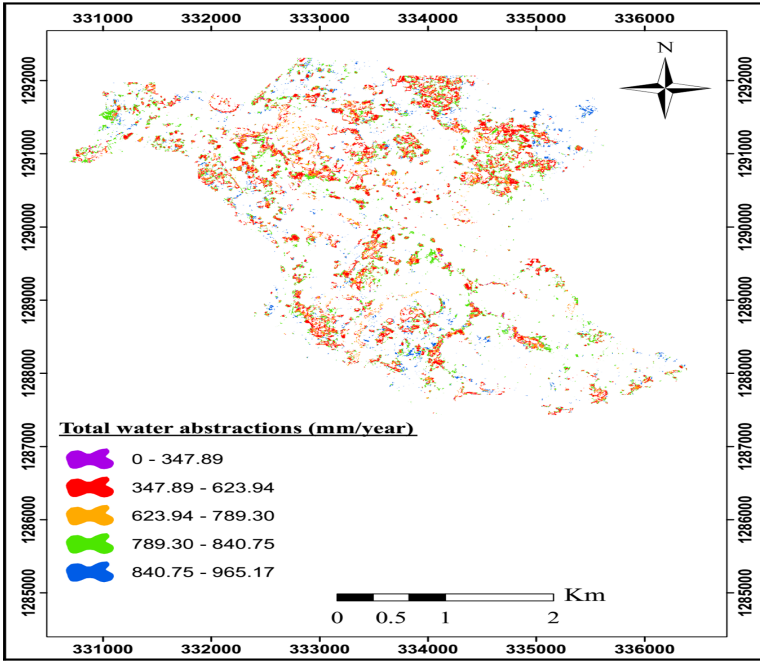 331000 332000 333000 334000 335000 336000
N
1292000 1292000
1291000 1291000
1290000 1290000
1289000 1289000
1288000 1288000
1287000 1287000
1286000 1286000
1285000 1285000
Total water abstractions (mm/year)
0 - 347.89
347.89 - 623.94
623.94 - 789.30
789.30 - 840.75
840.75 - 965.17
Km
0 0.5 1 2
331000 332000 333000 334000 335000 336000